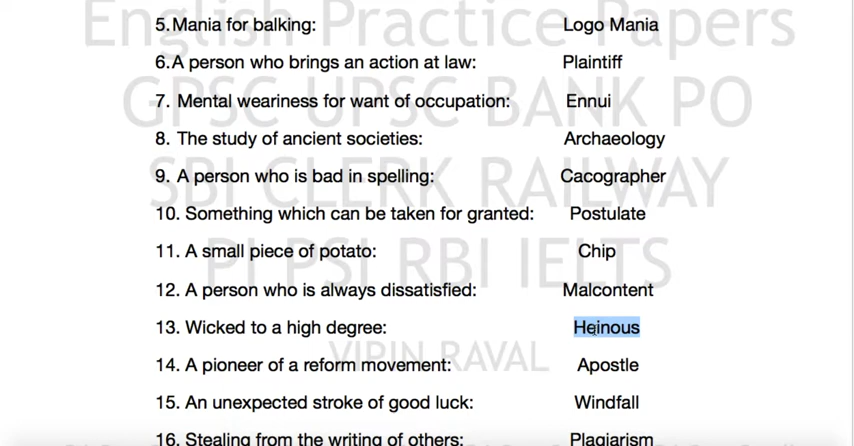 English Practice Papers
5.Mania for balking: Logo Mania
6.A person who brings an action at law: Plaintiff
7. Mental weariness for want of occupation: Ennui
GPSC UPSC BANK PO
8. The study of ancient societies: Archaeology
9. A person who is bad in spelling: Cacographer
SBI CLERK RAILWAY
10. Something which can be taken for granted: Postulate
11. A small piece of potato: Chip
PI PSI RBI IELTS
12. A person who is always dissatisfied: Malcontent
13. Wicked to a high degree: Heinous
VIPIN RAVAL
14. A pioneer of a reform movement: Apostle
15. An unexpected stroke of good luck: Windfall
16. Stealing from the writing of others: Plagiarism